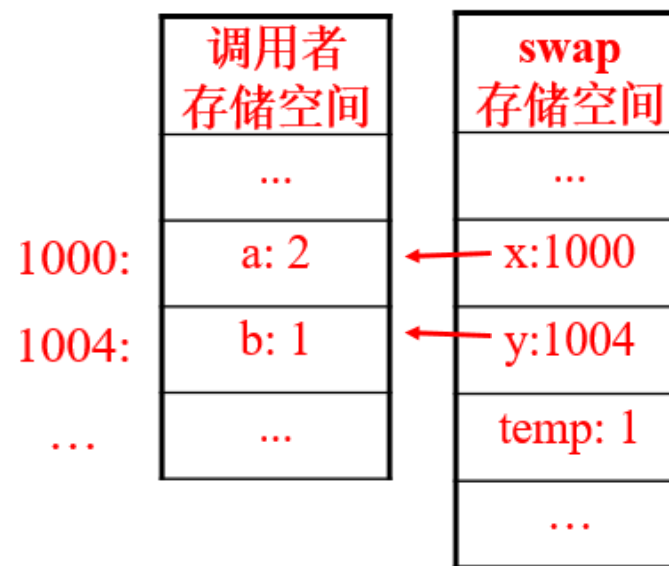 调用者
存储空间
...
1000:
a: 2
1004:
b: 1
...
...
swap
存储空间
...
x:1000
y:1004
temp: 1
...